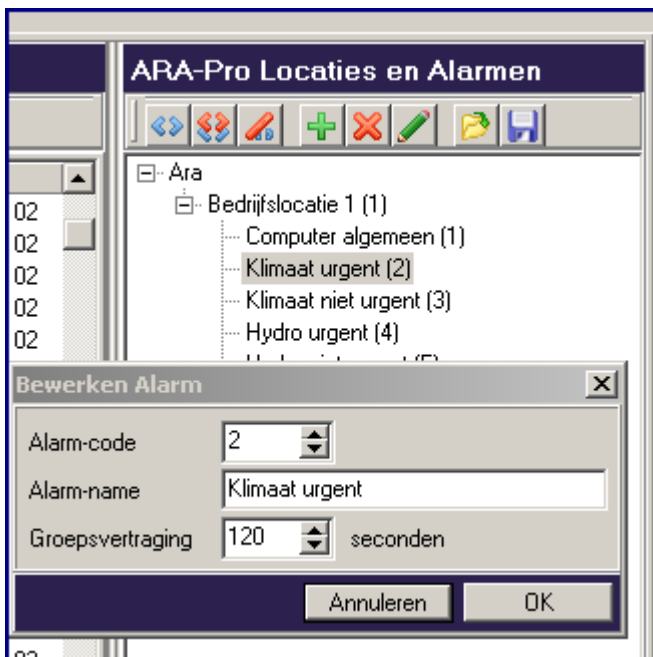 ARA-Pro Locaties en Alarmen
Ara
Bedrijfslocatie 1 (1)
Computer algemeen (1)
Klimaat urgent (2)
Klimaat niet urgent (3)
Hydro urgent (4)
02
02
02
02
02
Bewerken Alarm
Alarm-code
2
Alarm-name
Klimaat urgent
Groepsvertraging
120
seconden
Annuleren
OK